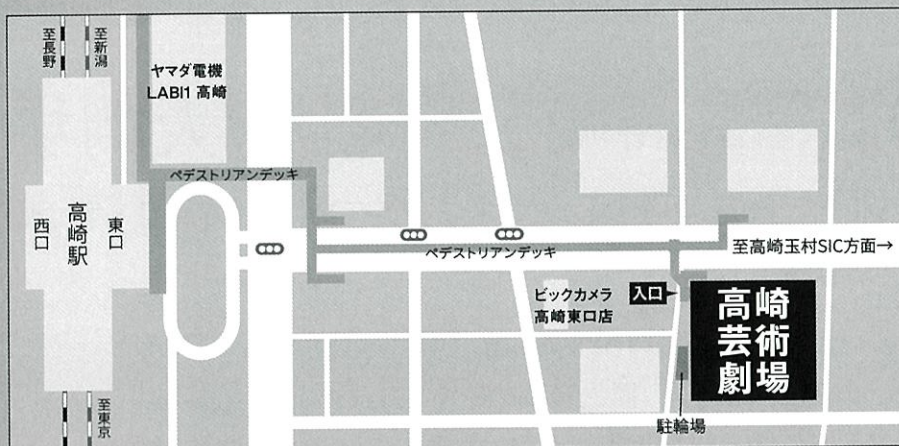 至長野
至新潟
ヤマダ電機
LABI1 高崎
ペデストリアンデッキ
西口
高崎駅
東口
ペデストリアンデッキ
至高崎玉村SIC方面→
ビックカメラ
高崎東口店
入口
高崎
芸術
劇場
駐輪場
至東京